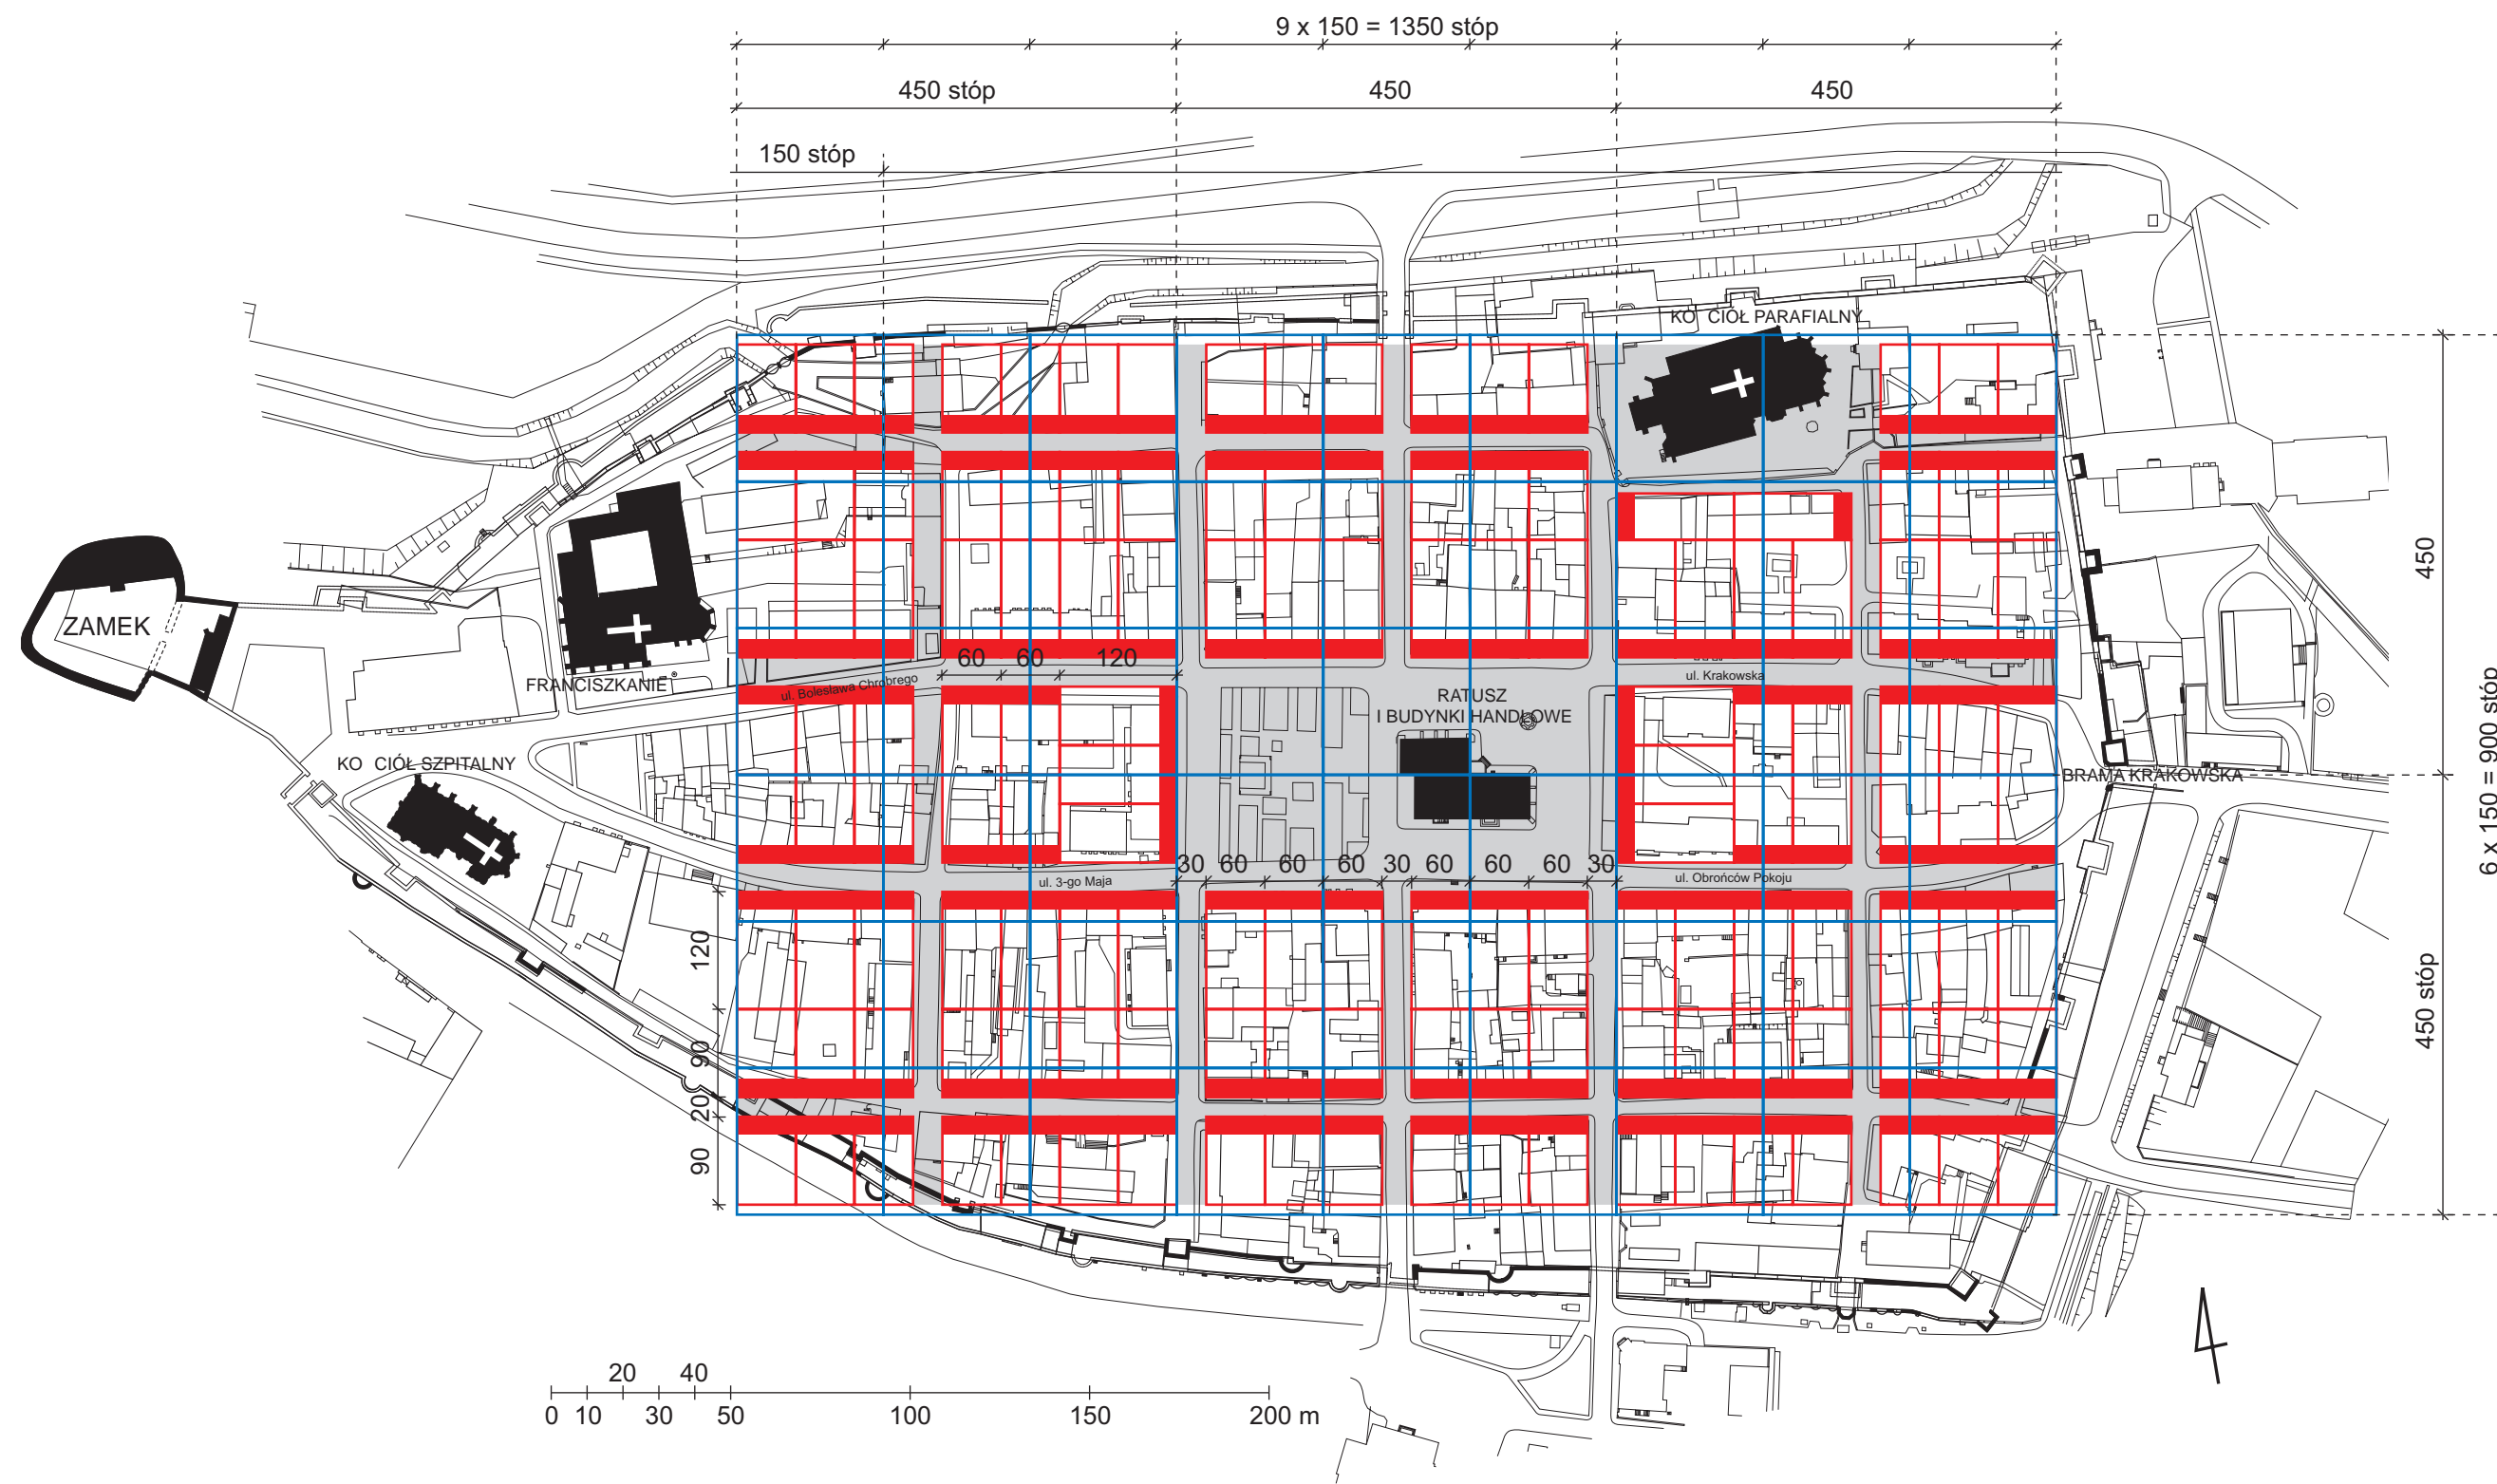 9 x 150 = 1350 stóp
450 stóp
450
450
150 stóp
KO CIÓŁ PARAFIALNY
450
ZAMEK
FRANCISZKANIE
60
60
120
ul. Bolesława Chrobrego
ul. Krakowska
RATUSZ
I BUDYNKI HANDLOWE
KO CIÓŁ SZPITALNY
BRAMA KRAKOWSKA
6 x 150 = 900 stóp
30
60
60
60
30
60
60
60
30
ul. 3-go Maja
ul. Obrońców Pokoju
120
90
20
90
450 stóp
20
40
0
10
30
50
100
150
200 m